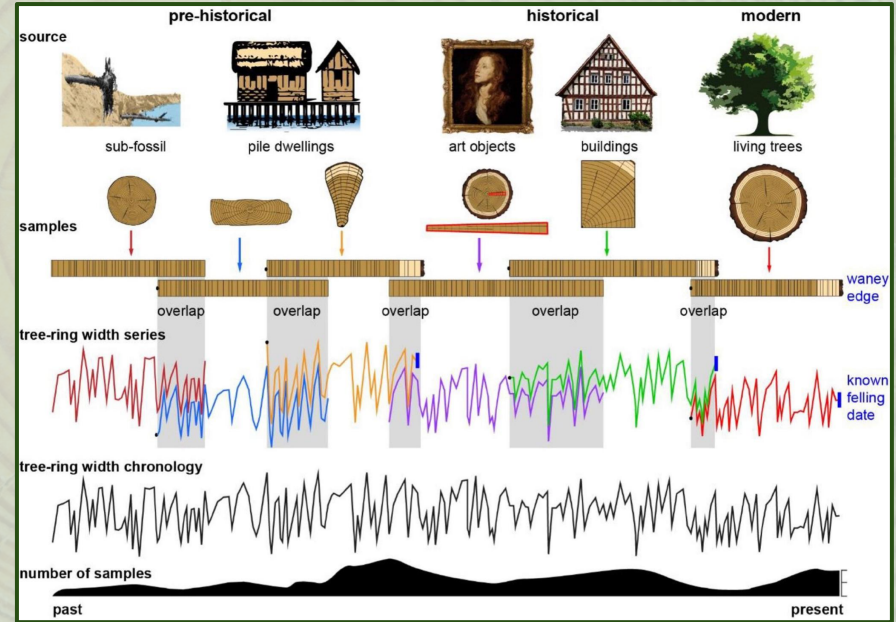 pre-historical historical modern
source
sub-fossil pile dwellings art objects buildings living trees
samples
waney
edge
overlap overlap overlap overlap
tree-ring width series
known
felling
date
tree-ring width chronology
number of samples
past present